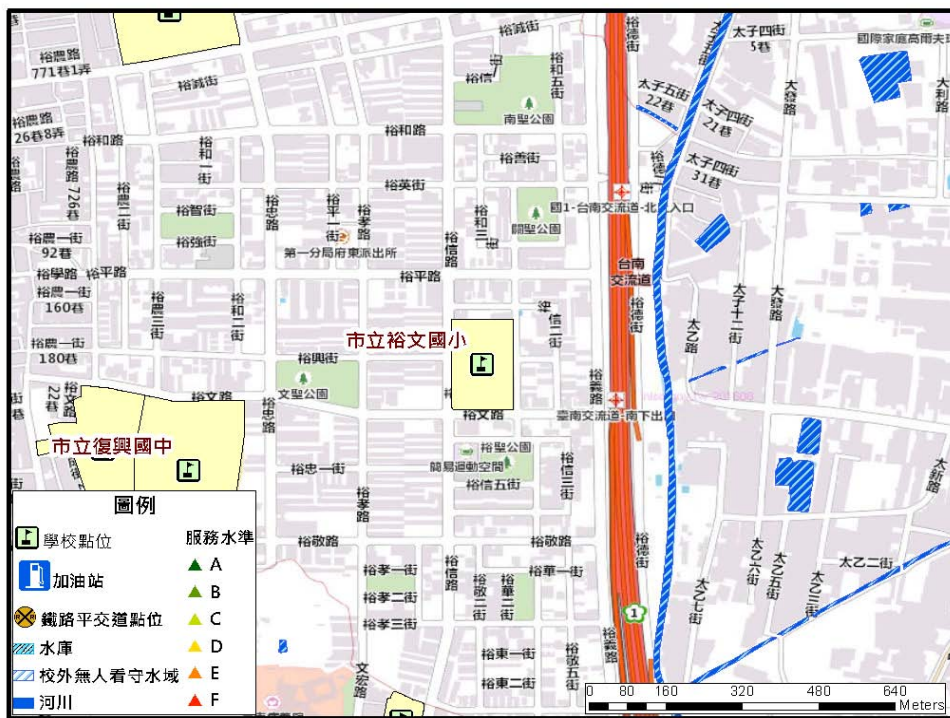 裕誠街
裕農路
771巷1弄
裕誠街
裕信一街
裕和五街
裕德街
太子五街
太子四街
5巷
國際家庭高爾夫球
太子五街
22巷
太子四街
21巷
大發路
大利路
南聖公園
裕農路
26巷8弄
裕和路
裕和路
裕農路 726巷
裕農二街
裕和一街
裕善街
裕德一街
太子四街
31巷
裕英街
裕智街
裕忠路
裕平一街
裕孝路
裕信路
裕和三街
關聖公園
國1-台南交流道-北上入口
裕農一街
92巷
裕強街
第一分局府東派出所
裕學路
裕平路
裕平路
台南
交流道
裕農一街
160巷
裕農三街
裕和二街
信二街
裕德街
太乙路
太子十二街
大發路
市立裕文國小
裕農一街
180巷
裕興街
裕義路
文聖公園
臺南交流道-南下出口
22巷
裕文路
裕文路
裕文路
裕忠路
市立復興國中
裕聖公園
簡易運動空間
裕忠一街
裕信三街
裕信五街
大新路
裕孝路
裕敬路
裕敬路
裕德街
裕孝一街
裕信路
裕敬二街
裕華二街
裕華一街
太乙七街
太乙六街
太乙五街
太乙三街
太乙二街
裕孝二街
裕孝三街
1
裕義路
文宏路
裕東一街
裕東二街
裕敬五街
圖例
學校點位
服務水準
加油站
A
B
鐵路平交道點位
C
水庫
D
校外無人看守水域
E
河川
F
0 80 160 320 480 640
Meters